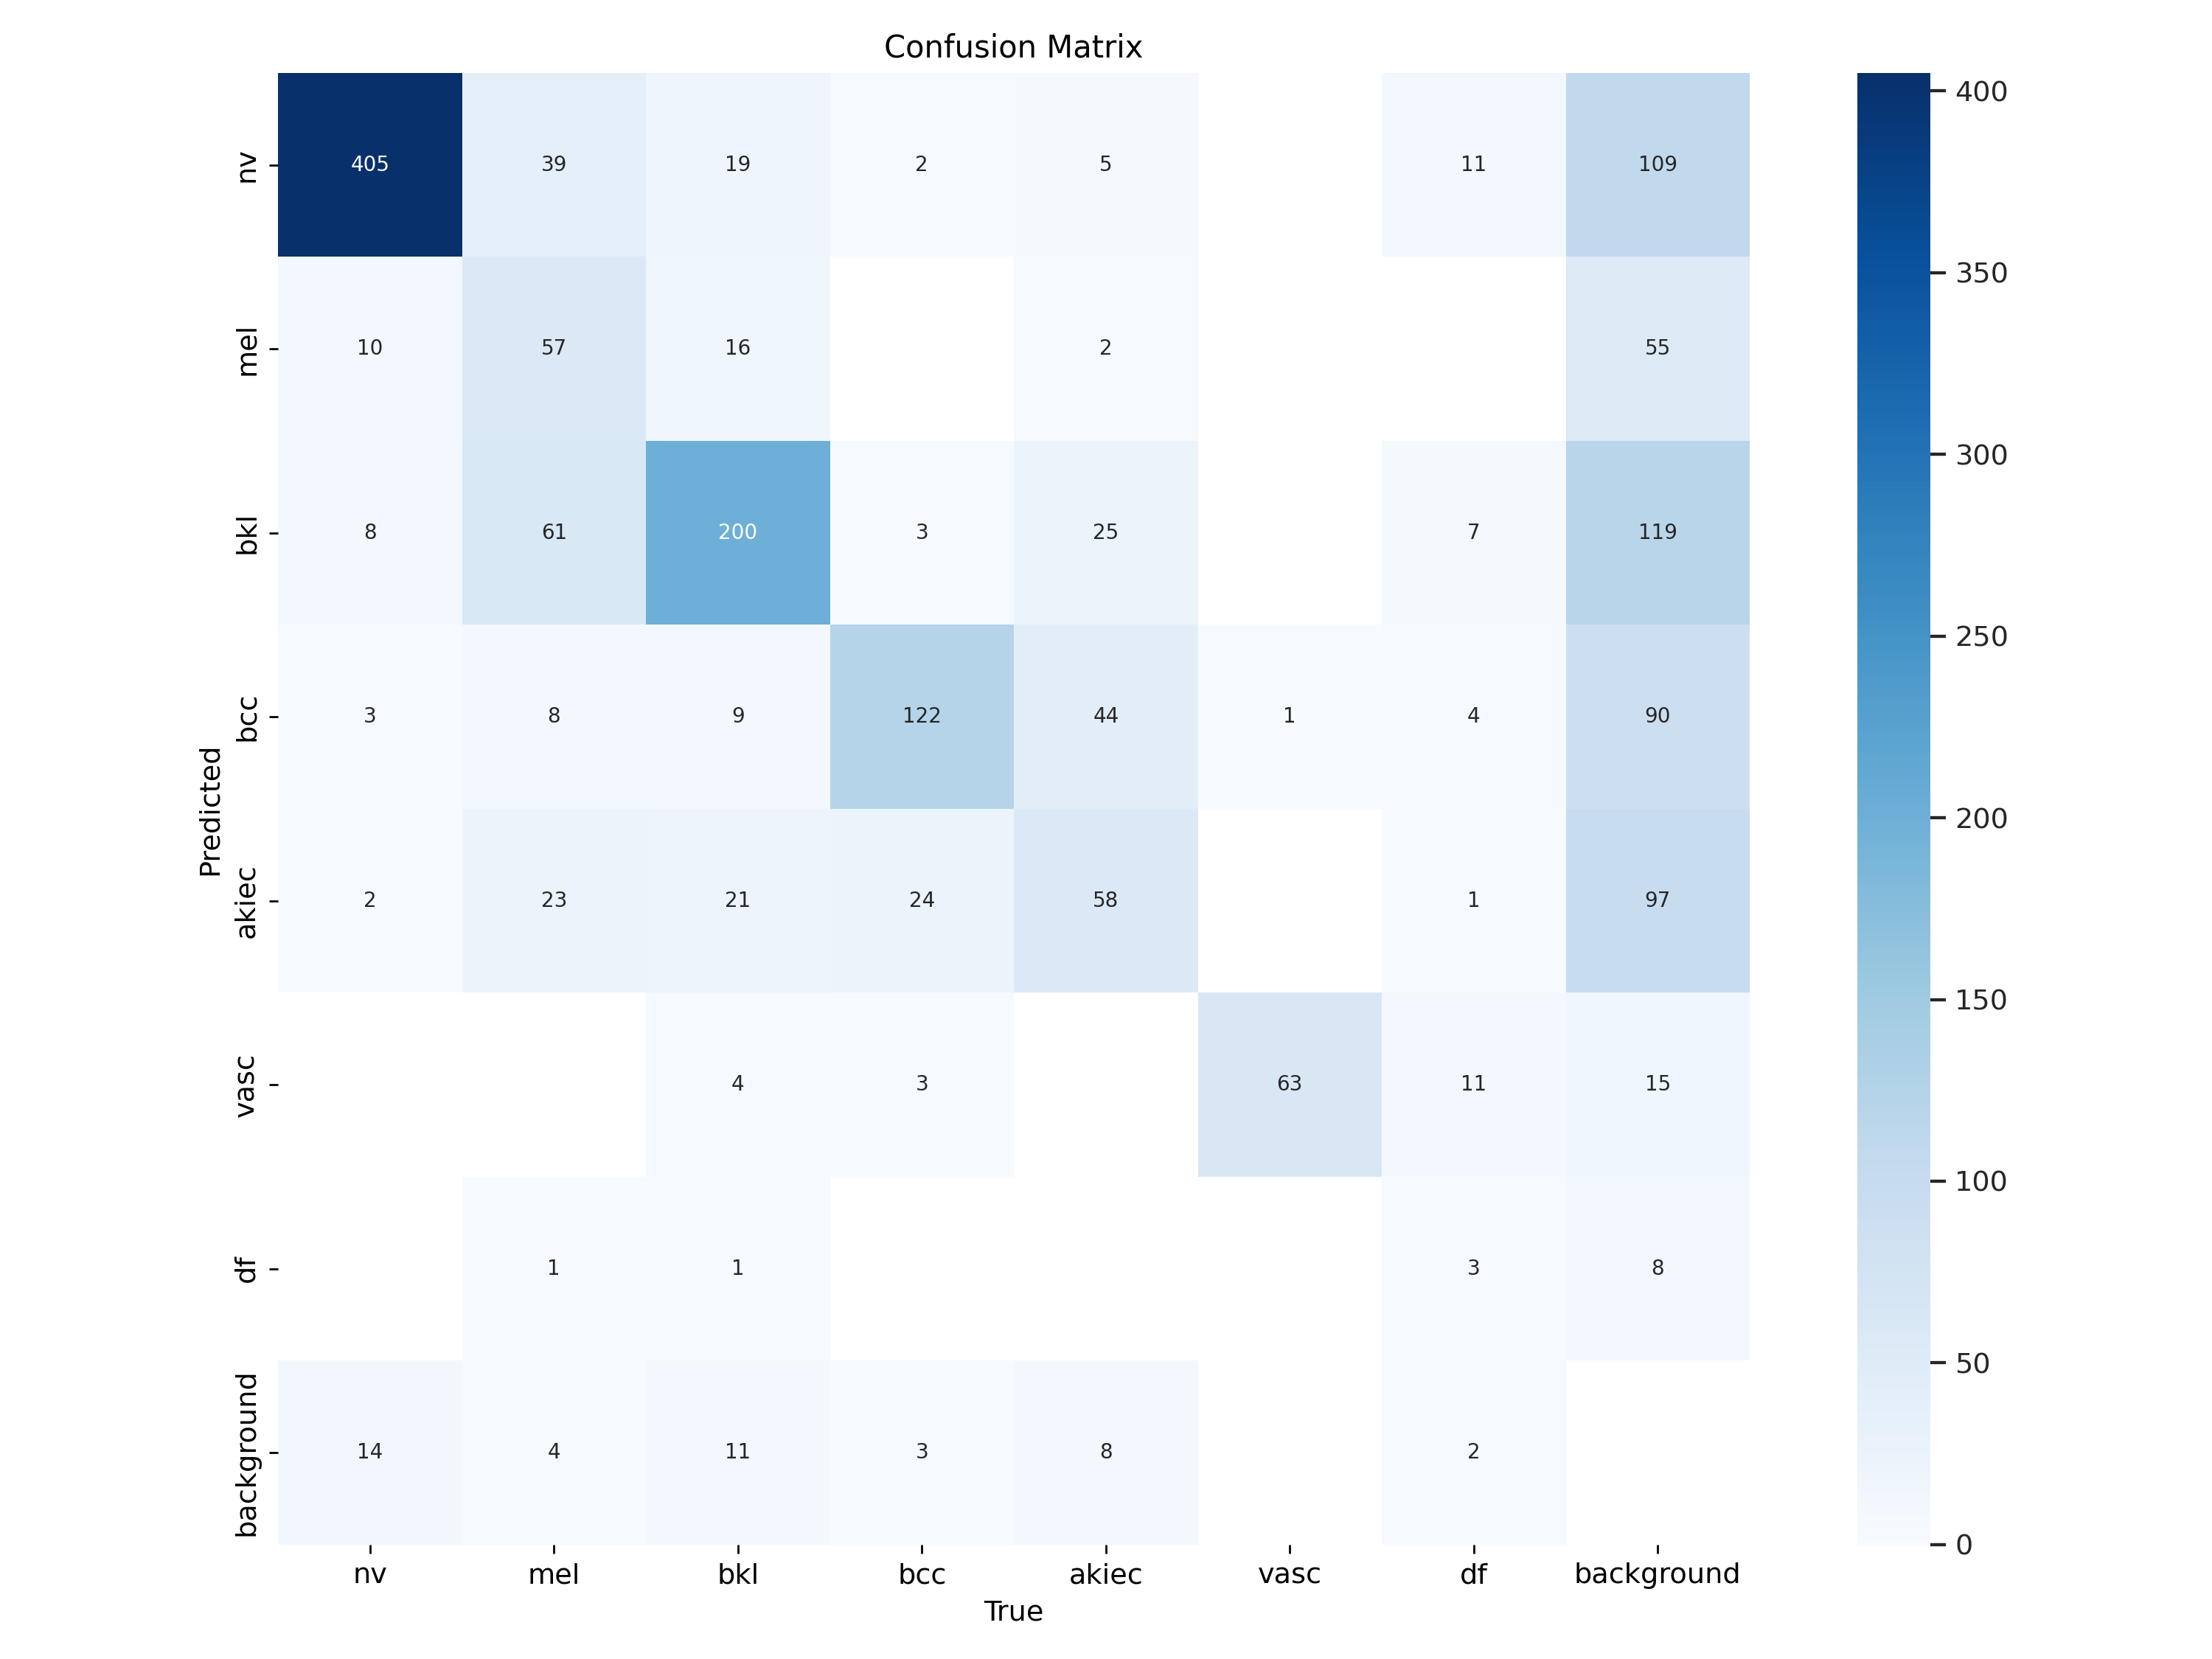 Confusion Matrix
nv 405 39 19 2 5 11 109
mel 10 57 16 2 55
bkl 8 61 200 3 25 7 119
bcc 3 8 9 122 44 1 4 90
akiec 2 23 21 24 58 1 97
vasc 4 3 63 11 15
df 1 1 3 8
background 14 4 11 3 8 2
nv mel bkl bcc akiec vasc df background
True
Predicted
400
350
300
250
200
150
100
50
0